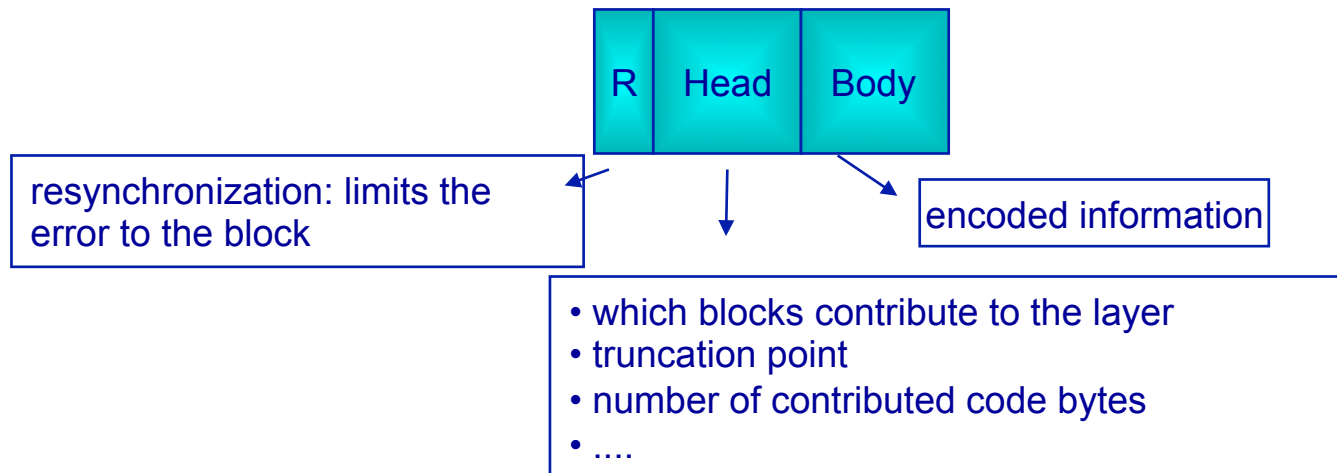 R Head Body
resynchronization: limits the
error to the block
encoded information
• which blocks contribute to the layer
• truncation point
• number of contributed code bytes
• ....